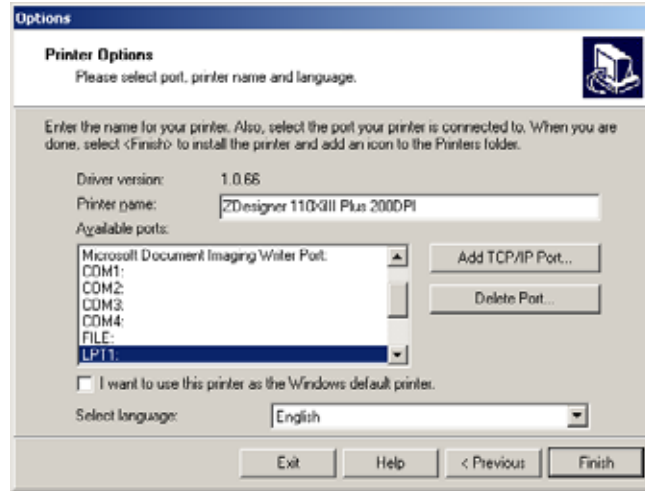 Options
Printer Options
Please select port, printer name and language.
Enter the name for your printer. Also, select the port your printer is connected to. When you are
done, select <Finish> to install the printer and add an icon to the Printers folder.
Driver version: 1.0.66
Printer name: ZDesigner 110XiIII Plus 200DPI
Available ports:
Microsoft Document Imaging Writer Port:
COM1:
COM2:
COM3:
COM4:
FILE:
LPT1:
Add TCP/IP Port...
Delete Port...
I want to use this printer as the Windows default printer.
Select language: English
Exit Help < Previous Finish